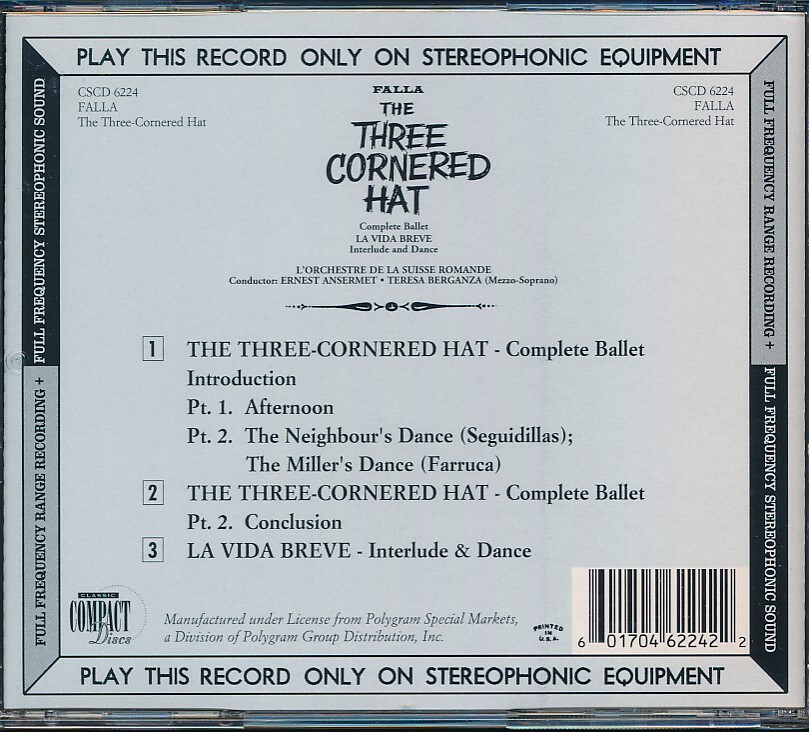 PLAY THIS RECORD ONLY ON STEREOPHONIC EQUIPMENT
FULL FREQUENCY RANGE RECORDING + FULL FREQUENCY STEREOPHONIC SOUND
FULL FREQUENCY RANGE RECORDING + FULL FREQUENCY STEREOPHONIC SOUND
CSCD 6224
FALLA
The Three-Cornered Hat
CSCD 6224
FALLA
The Three-Cornered Hat
FALLA
THE
THREE
CORNERED
HAT
Complete Ballet
LA VIDA BREVE
Interlude and Dance
L'ORCHESTRE DE LA SUISSE ROMANDE
Conductor: ERNEST ANSERMET • TERESA BERGANZA (Mezzo-Soprano)
1 THE THREE-CORNERED HAT - Complete Ballet
Introduction
Pt. 1. Afternoon
Pt. 2. The Neighbour's Dance (Seguidillas);
The Miller's Dance (Farruca)
2 THE THREE-CORNERED HAT - Complete Ballet
Pt. 2. Conclusion
3 LA VIDA BREVE - Interlude & Dance
CLASSIC
COMPACT
Discs
Manufactured under License from Polygram Special Markets,
a Division of Polygram Group Distribution, Inc.
PRINTED
IN
U.S.A.
6 01704 62242 2
PLAY THIS RECORD ONLY ON STEREOPHONIC EQUIPMENT